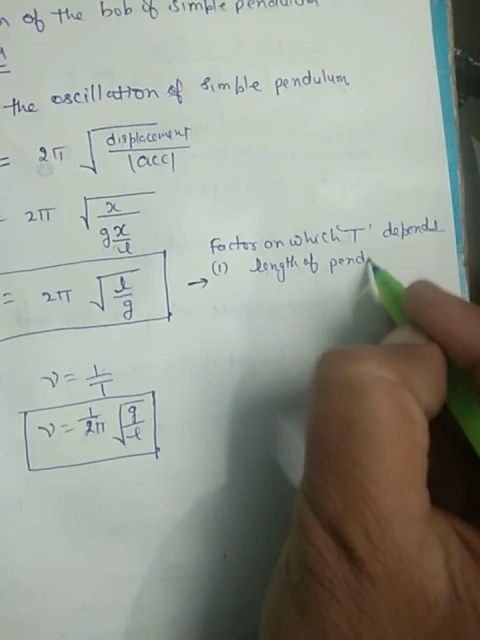 n of the bob of simple pendulum
the oscillation of simple pendulum
= 2π √(displacement / |acc|)
= 2π √(x / (g x/l))
= 2π √(l/g) →
Factor on which 'T' depends
(1) length of pend
ν = 1/T
ν = 1/2π √(g/l)